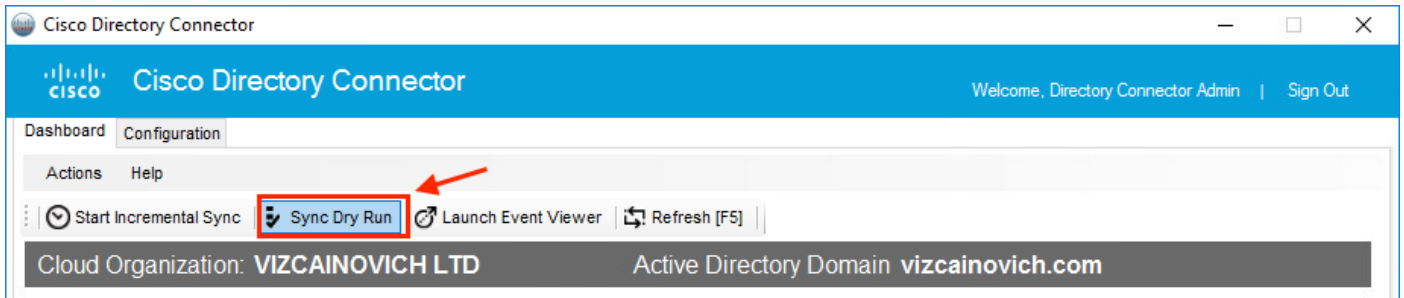 Cisco Directory Connector
CISCO Cisco Directory Connector Welcome, Directory Connector Admin | Sign Out
Dashboard Configuration
Actions Help
Start Incremental Sync Sync Dry Run Launch Event Viewer Refresh [F5]
Cloud Organization: VIZCAINOVICH LTD Active Directory Domain vizcainovich.com